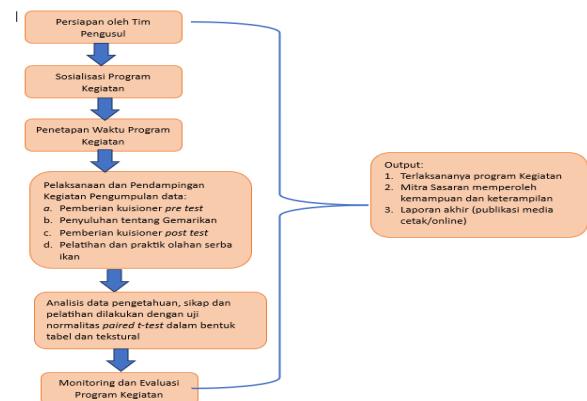 Persiapan oleh Tim
Pengusul
Sosialisasi Program
Kegiatan
Penetapan Waktu Program
Kegiatan
Pelaksanaan dan Pendampingan
Kegiatan Pengumpulan data:
a. Pemberian kuisioner pre test
b. Penyuluhan tentang Gemarikan
c. Pemberian kuisioner post test
d. Pelatihan dan praktik olahan serba
ikan
Analisis data pengetahuan, sikap dan
pelatihan dilakukan dengan uji
normalitas paired t-test dalam bentuk
tabel dan tekstural
Monitoring dan Evaluasi
Program Kegiatan
Output:
1. Terlaksananya program Kegiatan
2. Mitra Sasaran memperoleh
kemampuan dan keterampilan
3. Laporan akhir (publikasi media
cetak/online)